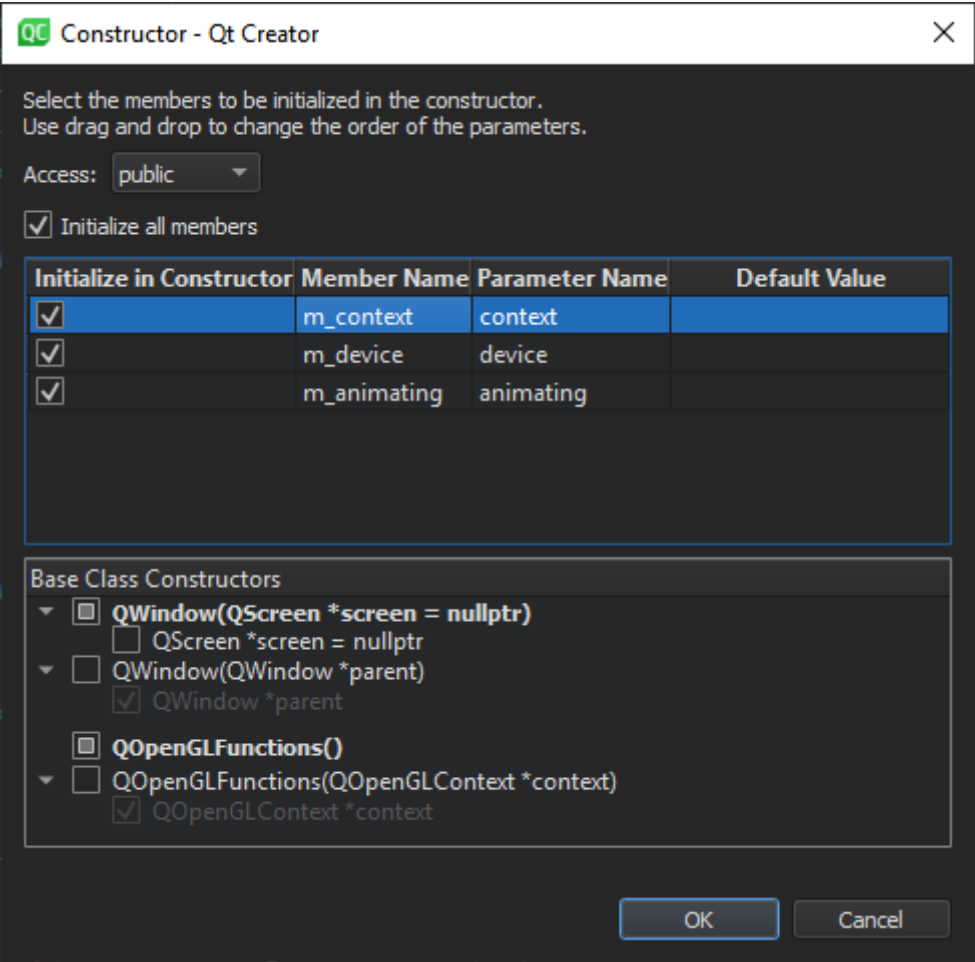 QC Constructor - Qt Creator
Select the members to be initialized in the constructor.
Use drag and drop to change the order of the parameters.
Access: public
Initialize all members
Initialize in Constructor Member Name Parameter Name Default Value
m_context context
m_device device
m_animating animating
Base Class Constructors
QWindow(QScreen *screen = nullptr)
QScreen *screen = nullptr
QWindow(QWindow *parent)
QWindow *parent
QOpenGLFunctions()
QOpenGLFunctions(QOpenGLContext *context)
QOpenGLContext *context
OK Cancel